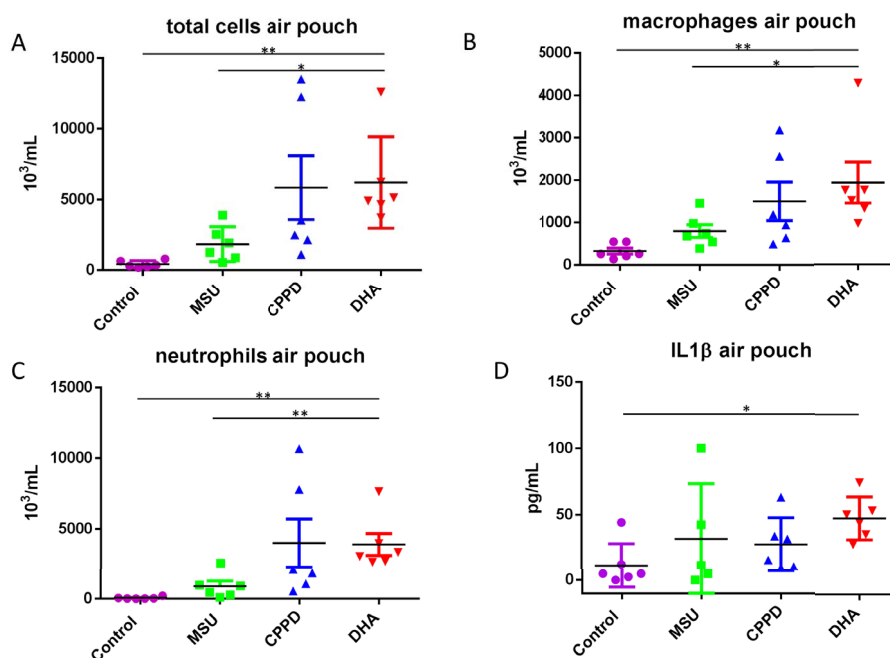 A
total cells air pouch
15000
10000
5000
0
10³/mL
**
*
Control
MSU
CPPD
DHA
B
macrophages air pouch
5000
4000
3000
2000
1000
0
10³/mL
**
*
Control
MSU
CPPD
DHA
C
neutrophils air pouch
15000
10000
5000
0
10³/mL
**
**
Control
MSU
CPPD
DHA
D
IL1β air pouch
150
100
50
0
pg/mL
*
Control
MSU
CPPD
DHA